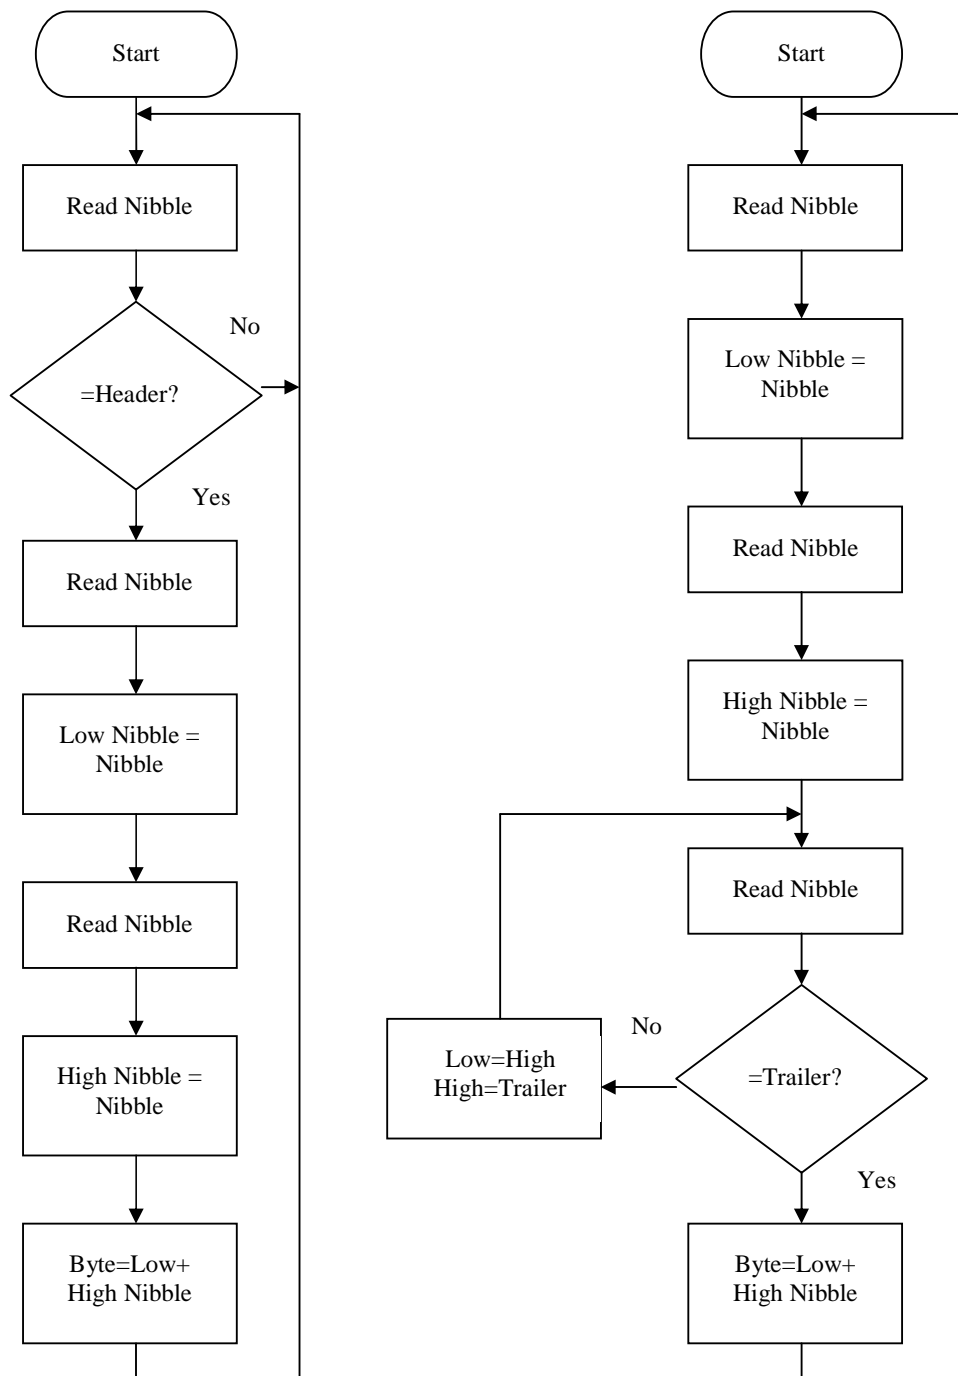 Start
Read Nibble
No
=Header?
Yes
Read Nibble
Low Nibble =
Nibble
Read Nibble
High Nibble =
Nibble
Byte=Low+
High Nibble
Start
Read Nibble
Low Nibble =
Nibble
Read Nibble
High Nibble =
Nibble
Read Nibble
No
Low=High
High=Trailer
=Trailer?
Yes
Byte=Low+
High Nibble